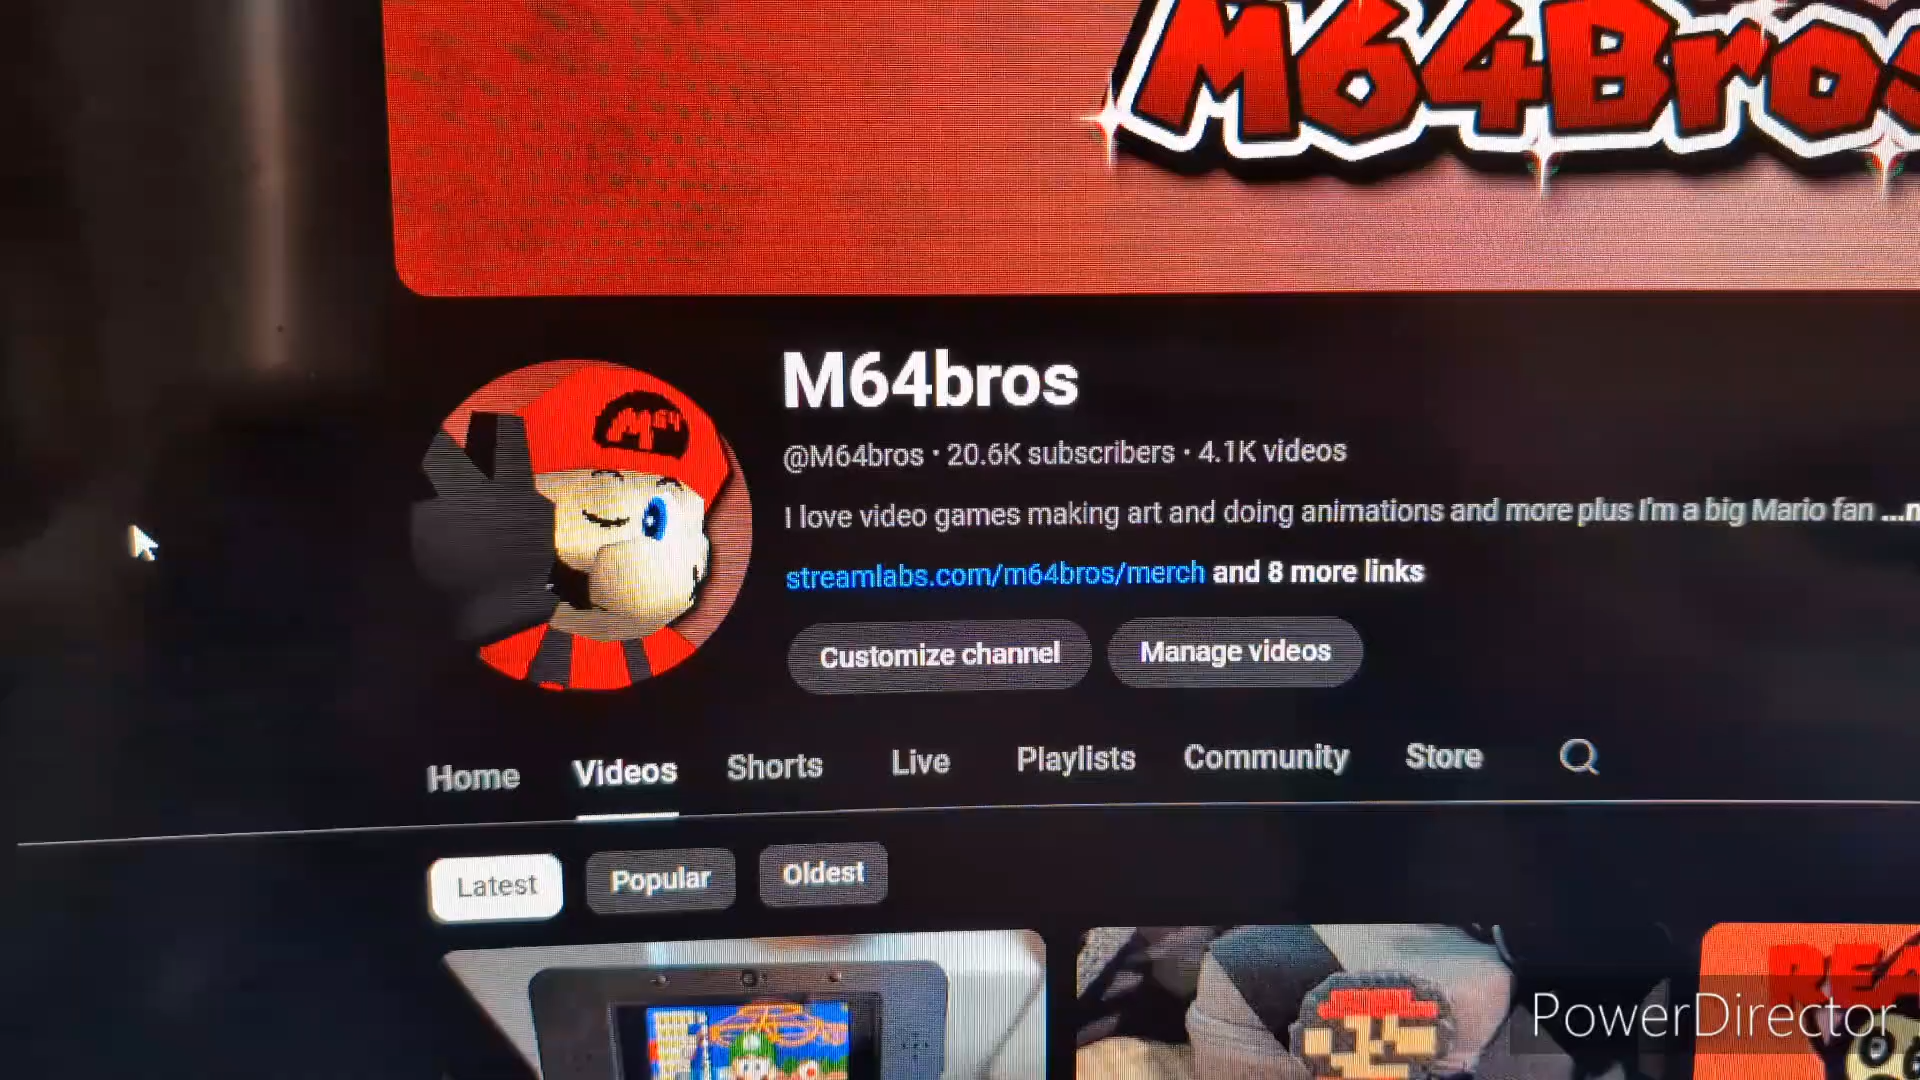 M64Bros
M64bros
@M64bros · 20.6K subscribers · 4.1K videos
I love video games making art and doing animations and more plus I'm a big Mario fan ...
streamlabs.com/m64bros/merch and 8 more links
Customize channel Manage videos
Home Videos Shorts Live Playlists Community Store
Latest Popular Oldest
M64
PowerDirector